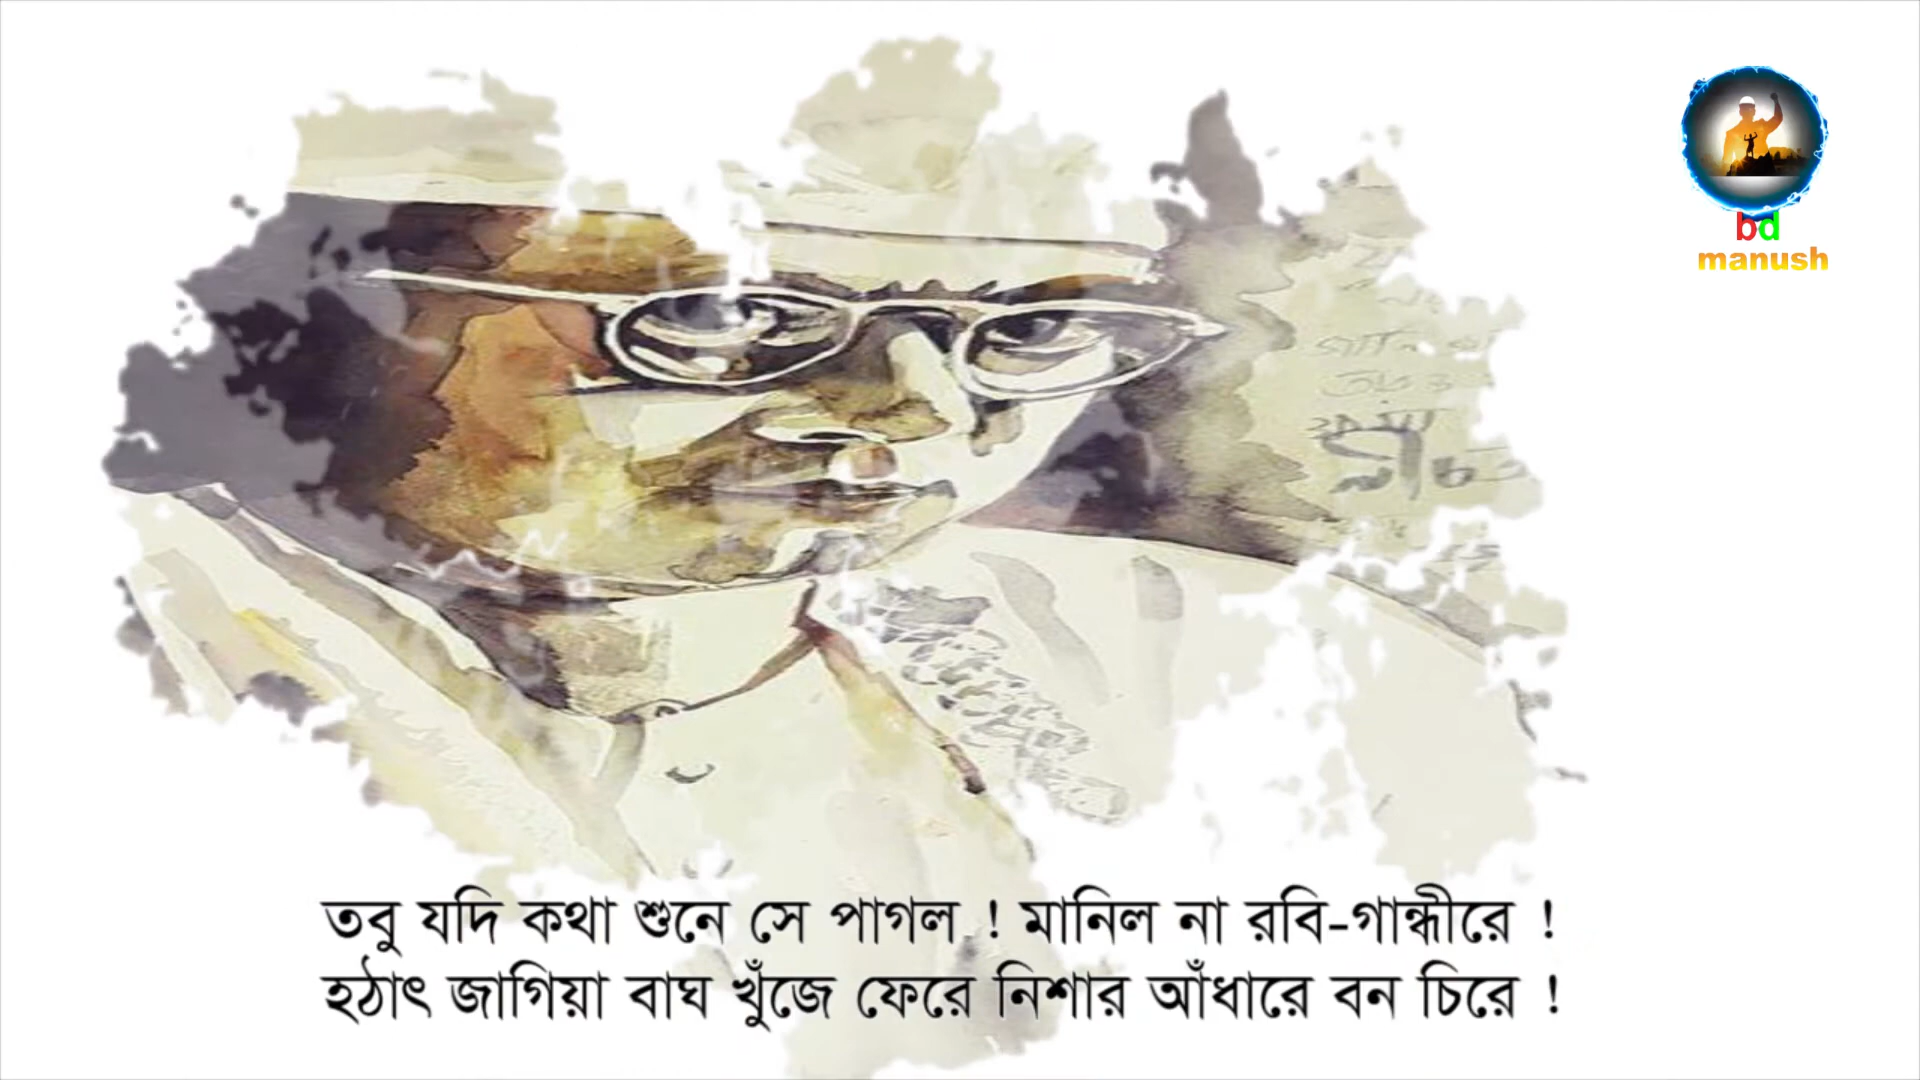 bd
manush
তবু যদি কথা শুনে সে পাগল ! মানিল না রবি-গান্ধীরে !
হঠাৎ জাগিয়া বাঘ খুঁজে ফেরে নিশার আঁধারে বন চিরে !